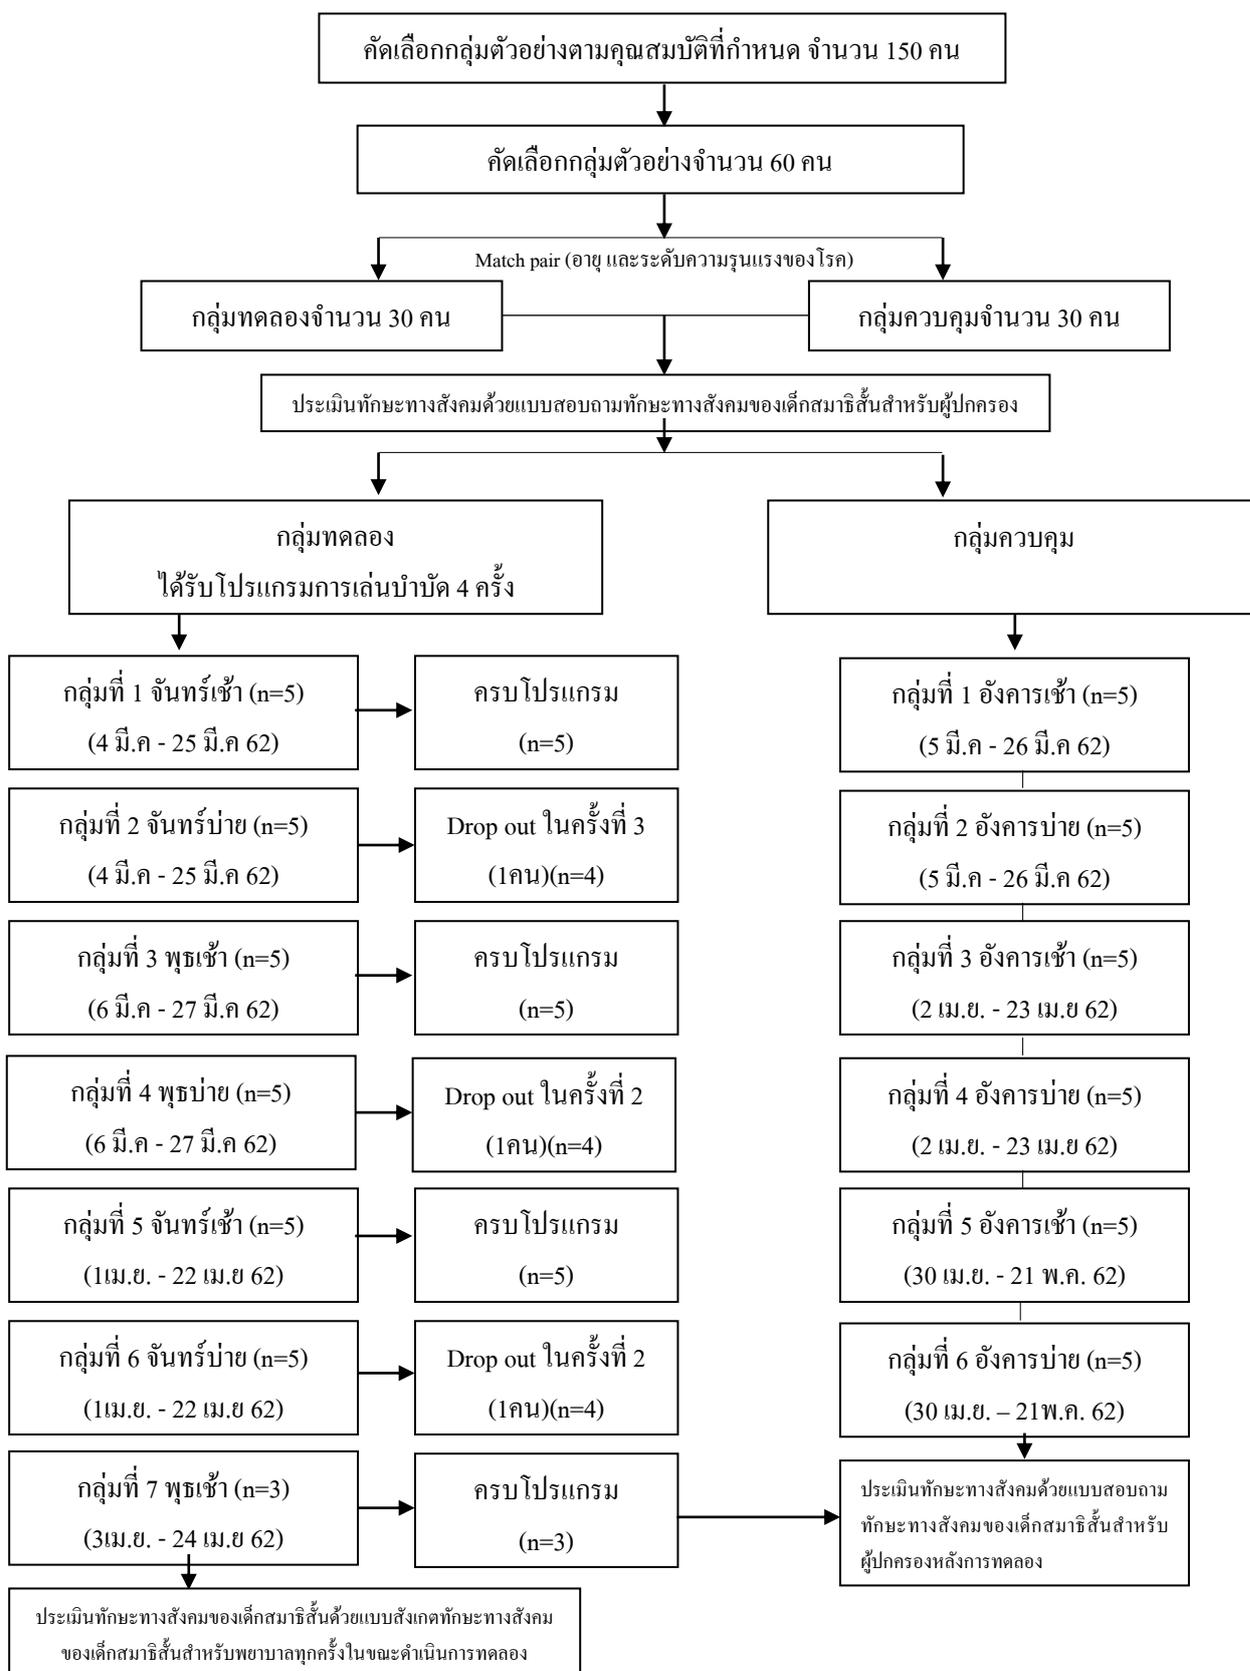 คัดเลือกกลุ่มตัวอย่างตามคุณสมบัติที่กำหนด จำนวน 150 คน
คัดเลือกกลุ่มตัวอย่างจำนวน 60 คน
Match pair (อายุ และระดับความรุนแรงของโรค)
กลุ่มทดลองจำนวน 30 คน
กลุ่มควบคุมจำนวน 30 คน
ประเมินทักษะทางสังคมด้วยแบบสอบถามทักษะทางสังคมของเด็กสมาธิสั้นสำหรับผู้ปกครอง
กลุ่มทดลอง
ได้รับโปรแกรมการเล่นบำบัด 4 ครั้ง
กลุ่มควบคุม
กลุ่มที่ 1 จันทร์เช้า (n=5)
(4 มี.ค - 25 มี.ค 62)
ครบโปรแกรม
(n=5)
กลุ่มที่ 1 อังคารเช้า (n=5)
(5 มี.ค - 26 มี.ค 62)
กลุ่มที่ 2 จันทร์บ่าย (n=5)
(4 มี.ค - 25 มี.ค 62)
Drop out ในครั้งที่ 3
(1คน)(n=4)
กลุ่มที่ 2 อังคารบ่าย (n=5)
(5 มี.ค - 26 มี.ค 62)
กลุ่มที่ 3 พุธเช้า (n=5)
(6 มี.ค - 27 มี.ค 62)
ครบโปรแกรม
(n=5)
กลุ่มที่ 3 อังคารเช้า (n=5)
(2 เม.ย. - 23 เม.ย 62)
กลุ่มที่ 4 พุธบ่าย (n=5)
(6 มี.ค - 27 มี.ค 62)
Drop out ในครั้งที่ 2
(1คน)(n=4)
กลุ่มที่ 4 อังคารบ่าย (n=5)
(2 เม.ย. - 23 เม.ย 62)
กลุ่มที่ 5 จันทร์เช้า (n=5)
(1เม.ย. - 22 เม.ย 62)
ครบโปรแกรม
(n=5)
กลุ่มที่ 5 อังคารเช้า (n=5)
(30 เม.ย. - 21 พ.ค. 62)
กลุ่มที่ 6 จันทร์บ่าย (n=5)
(1เม.ย. - 22 เม.ย 62)
Drop out ในครั้งที่ 2
(1คน)(n=4)
กลุ่มที่ 6 อังคารบ่าย (n=5)
(30 เม.ย. – 21พ.ค. 62)
กลุ่มที่ 7 พุธเช้า (n=3)
(3เม.ย. - 24 เม.ย 62)
ครบโปรแกรม
(n=3)
ประเมินทักษะทางสังคมด้วยแบบสอบถาม
ทักษะทางสังคมของเด็กสมาธิสั้นสำหรับ
ผู้ปกครองหลังการทดลอง
ประเมินทักษะทางสังคมของเด็กสมาธิสั้นด้วยแบบสังเกตทักษะทางสังคม
ของเด็กสมาธิสั้นสำหรับพยาบาลทุกครั้งในขณะดำเนินการทดลอง